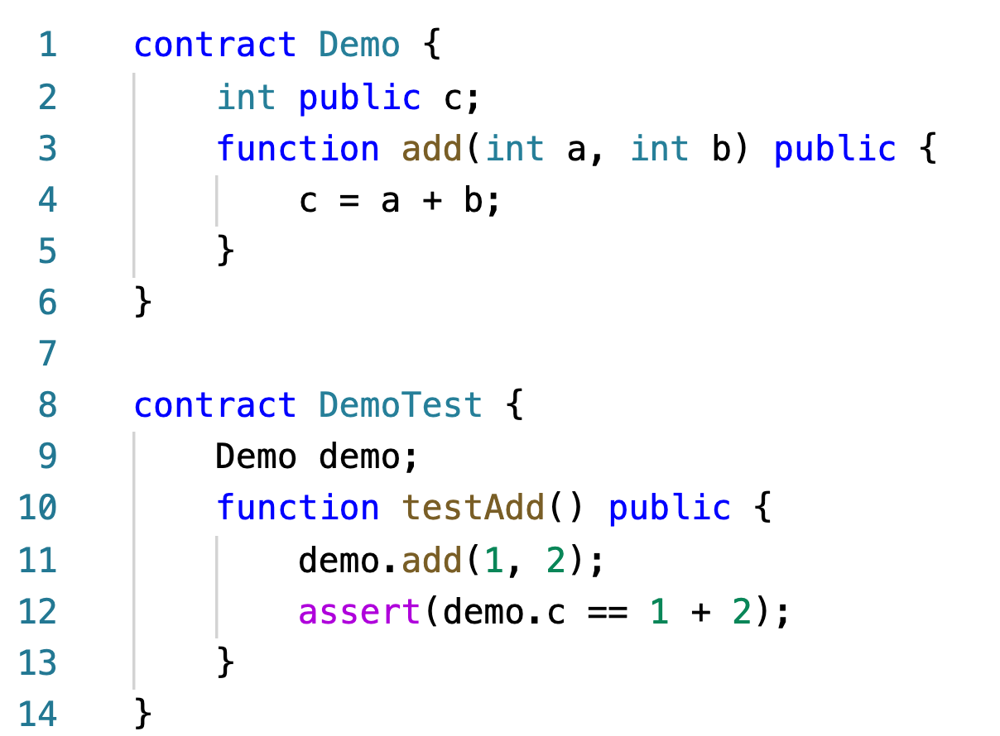 1 contract Demo {
2 int public c;
3 function add(int a, int b) public {
4 c = a + b;
5 }
6 }
7
8 contract DemoTest {
9 Demo demo;
10 function testAdd() public {
11 demo.add(1, 2);
12 assert(demo.c == 1 + 2);
13 }
14 }